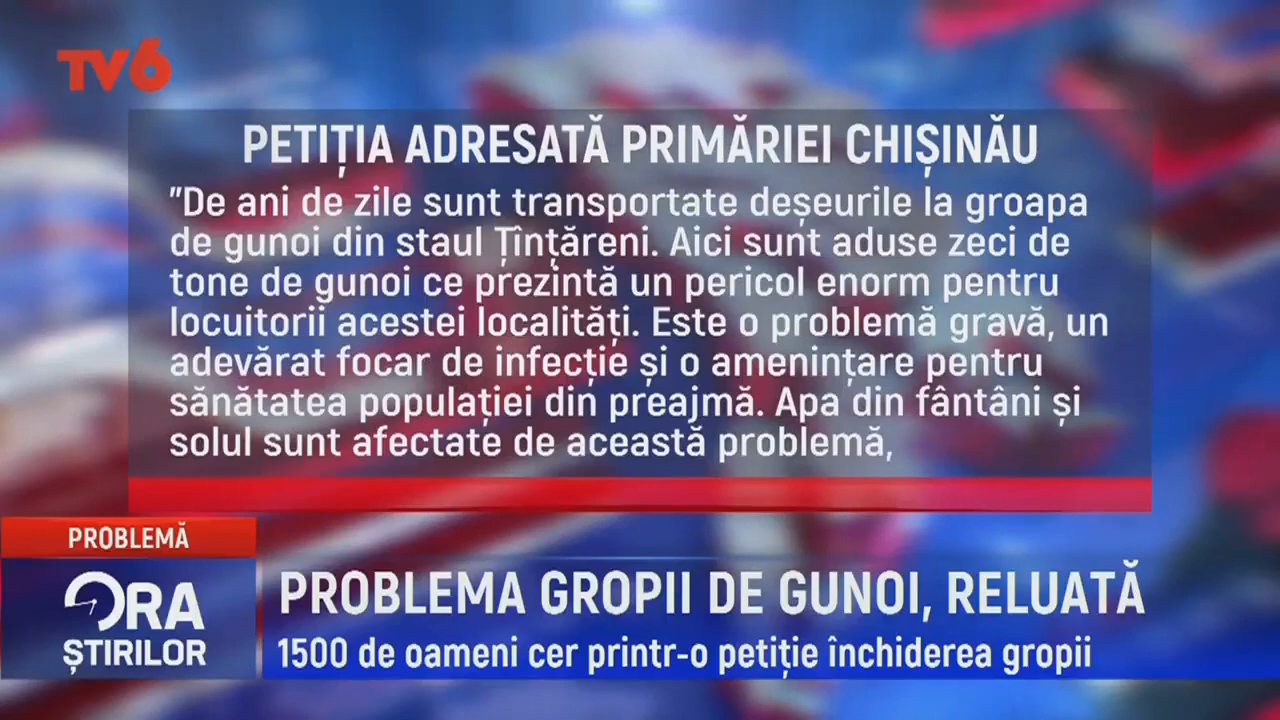 TV6
PETIȚIA ADRESATĂ PRIMĂRIEI CHIȘINĂU
"De ani de zile sunt transportate deșeurile la groapa
de gunoi din staul Țînțăreni. Aici sunt aduse zeci de
tone de gunoi ce prezintă un pericol enorm pentru
locuitorii acestei localități. Este o problemă gravă, un
adevărat focar de infecție și o amenințare pentru
sănătatea populației din preajmă. Apa din fântâni și
solul sunt afectate de această problemă,
PROBLEMĂ
ORA
ȘTIRILOR
PROBLEMA GROPII DE GUNOI, RELUATĂ
1500 de oameni cer printr-o petiție închiderea gropii